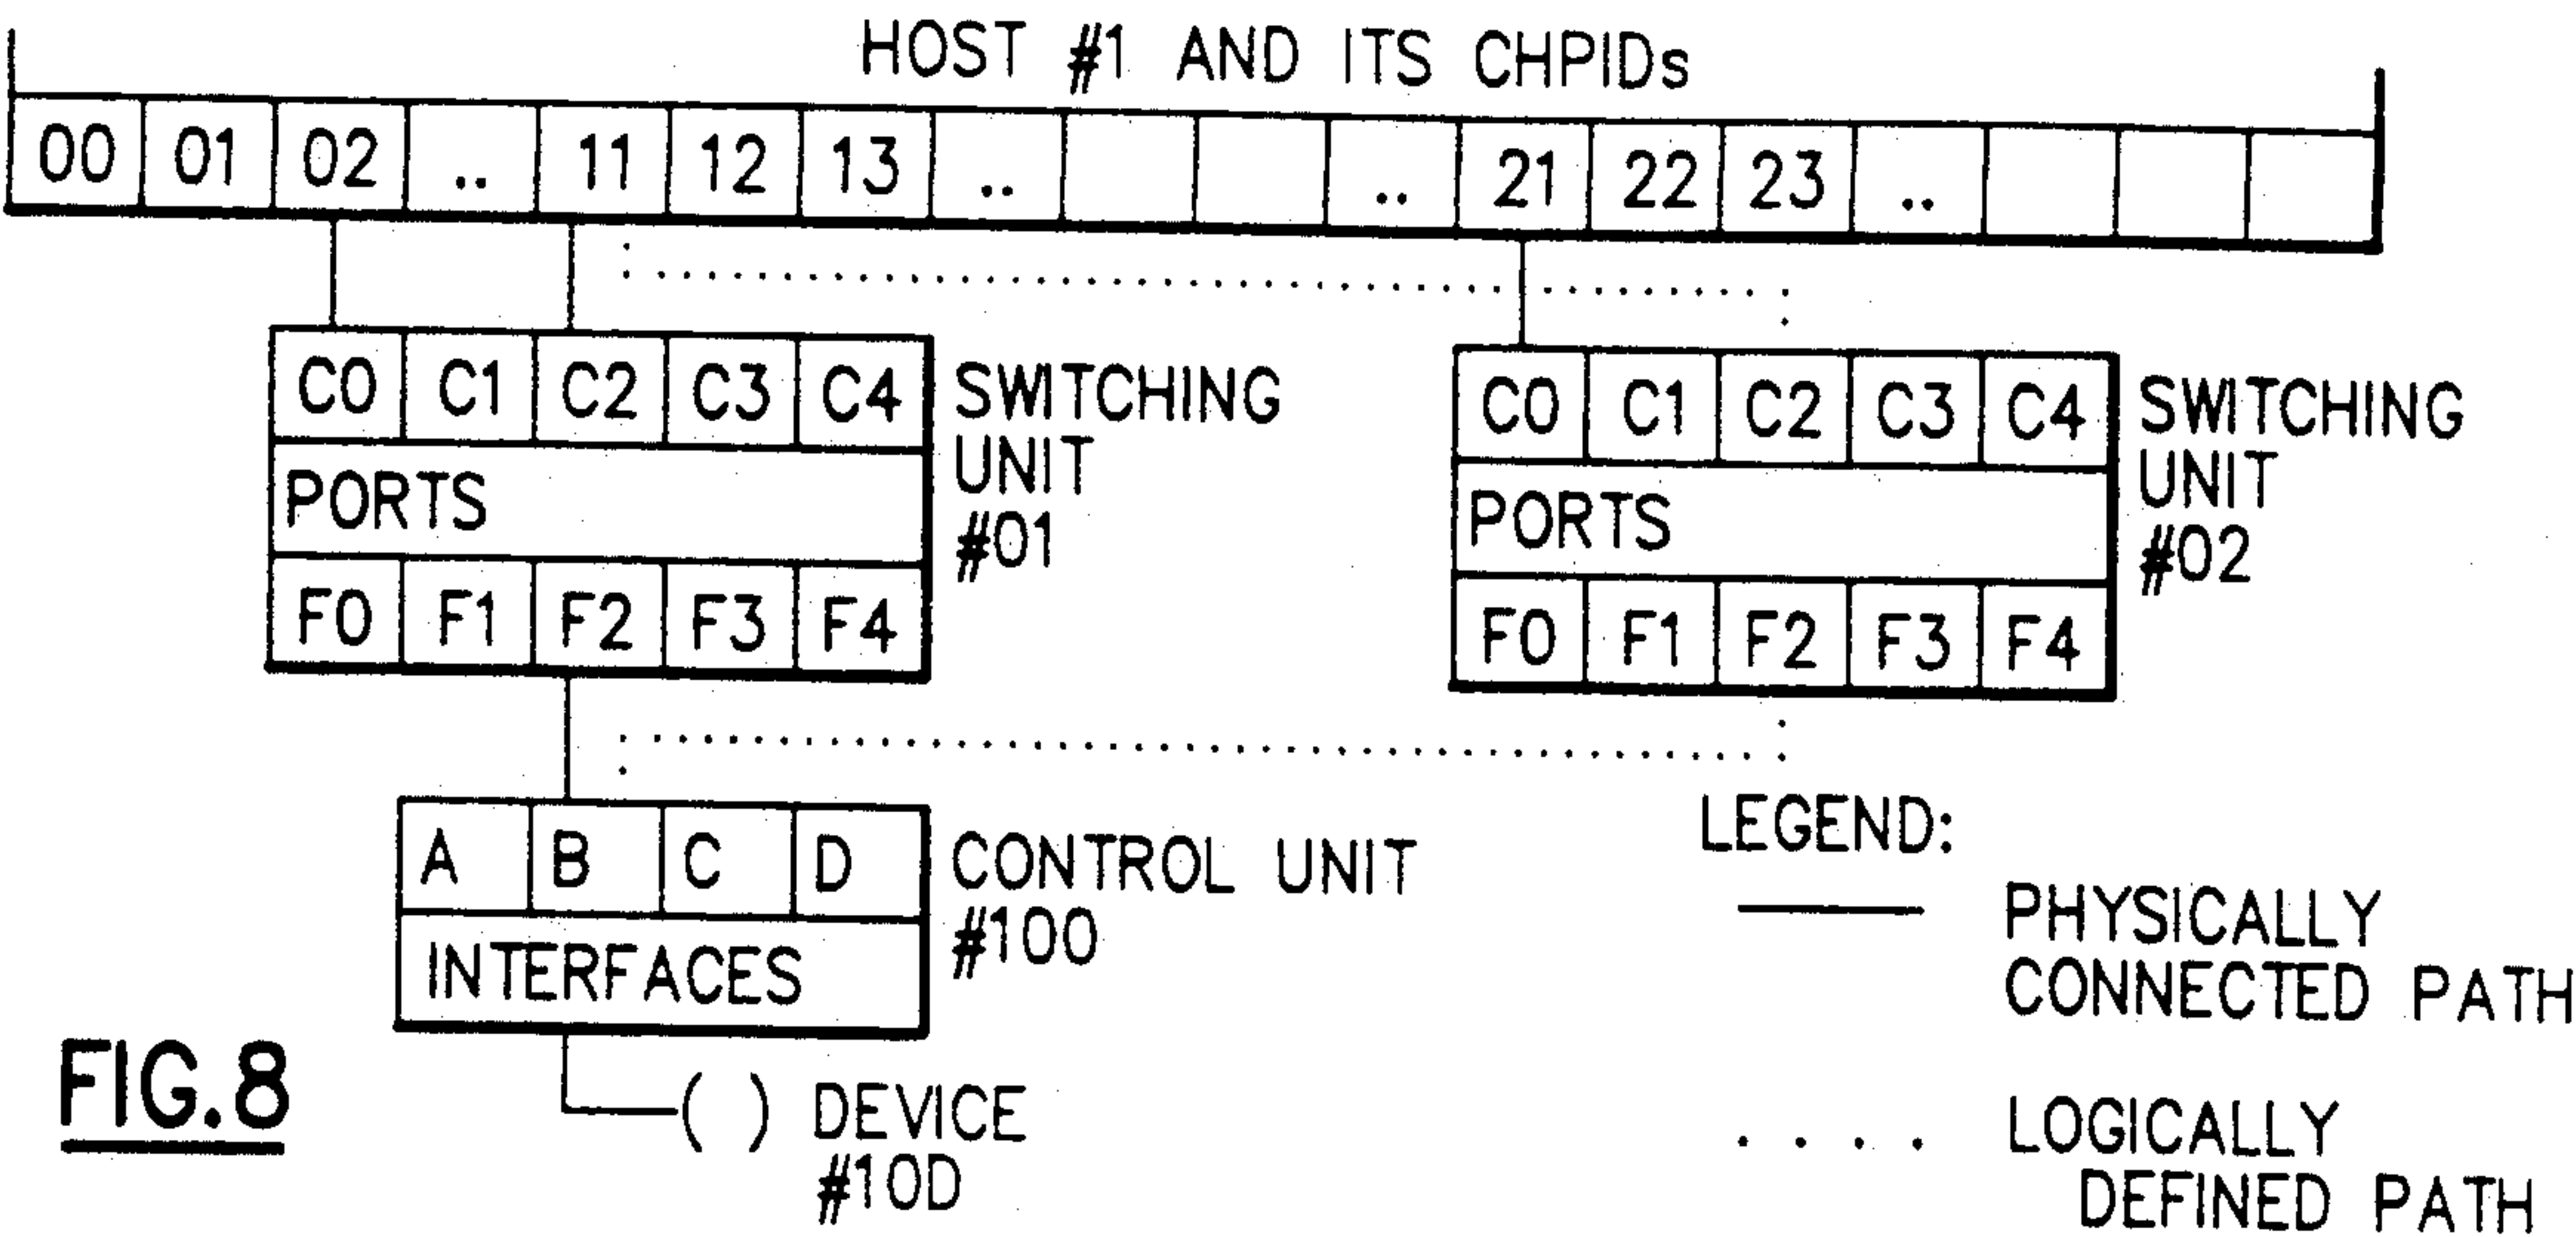 HOST #1 AND ITS CHPIDs
00 01 02 .. 11 12 13 .. .. 21 22 23 ..
C0 C1 C2 C3 C4
PORTS
F0 F1 F2 F3 F4
SWITCHING
UNIT
#01
C0 C1 C2 C3 C4
PORTS
F0 F1 F2 F3 F4
SWITCHING
UNIT
#02
A B C D
INTERFACES
CONTROL UNIT
#100
DEVICE
#10D
LEGEND:
PHYSICALLY
CONNECTED PATH
LOGICALLY
DEFINED PATH
FIG.8